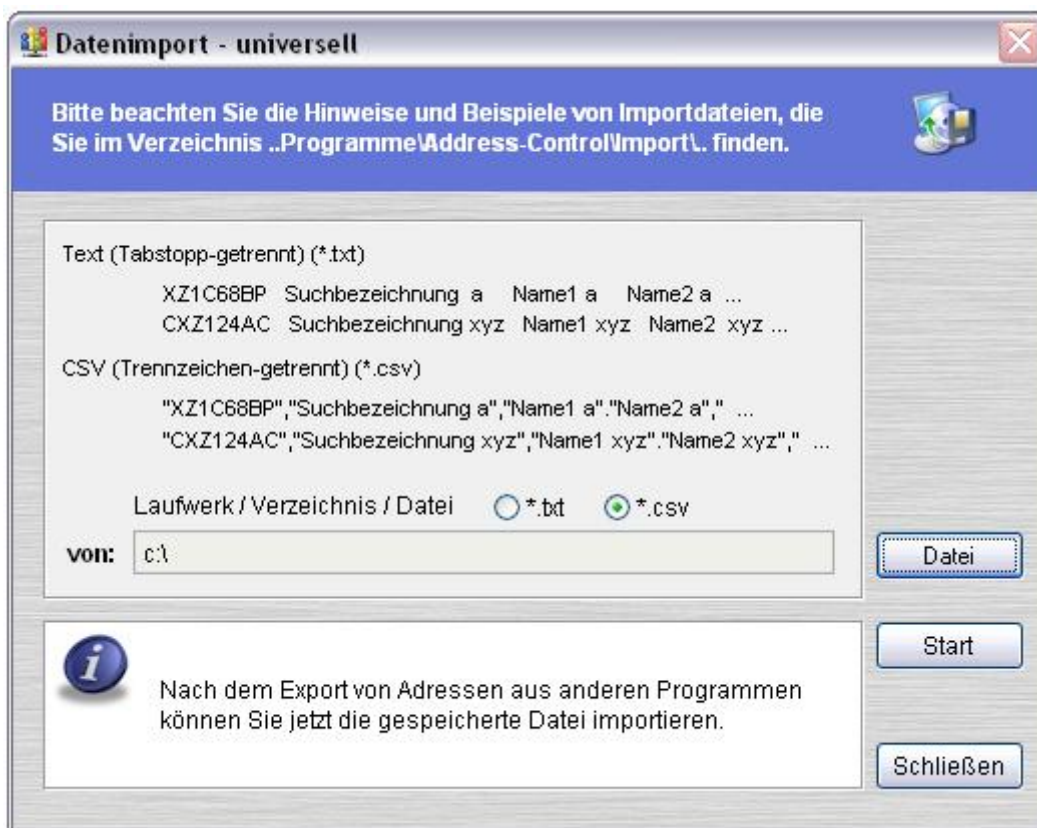 Datenimport - universell
Bitte beachten Sie die Hinweise und Beispiele von Importdateien, die
Sie im Verzeichnis ..Programme\Address-Control\Import\.. finden.
Text (Tabstopp-getrennt) (*.txt)
XZ1C68BP Suchbezeichnung a Name1 a Name2 a ...
CXZ124AC Suchbezeichnung xyz Name1 xyz Name2 xyz ...
CSV (Trennzeichen-getrennt) (*.csv)
"XZ1C68BP","Suchbezeichnung a","Name1 a"."Name2 a"," ...
"CXZ124AC","Suchbezeichnung xyz","Name1 xyz"."Name2 xyz"," ...
Laufwerk / Verzeichnis / Datei *.txt *.csv
von: c:\ Datei
Start
Nach dem Export von Adressen aus anderen Programmen
können Sie jetzt die gespeicherte Datei importieren.
Schließen